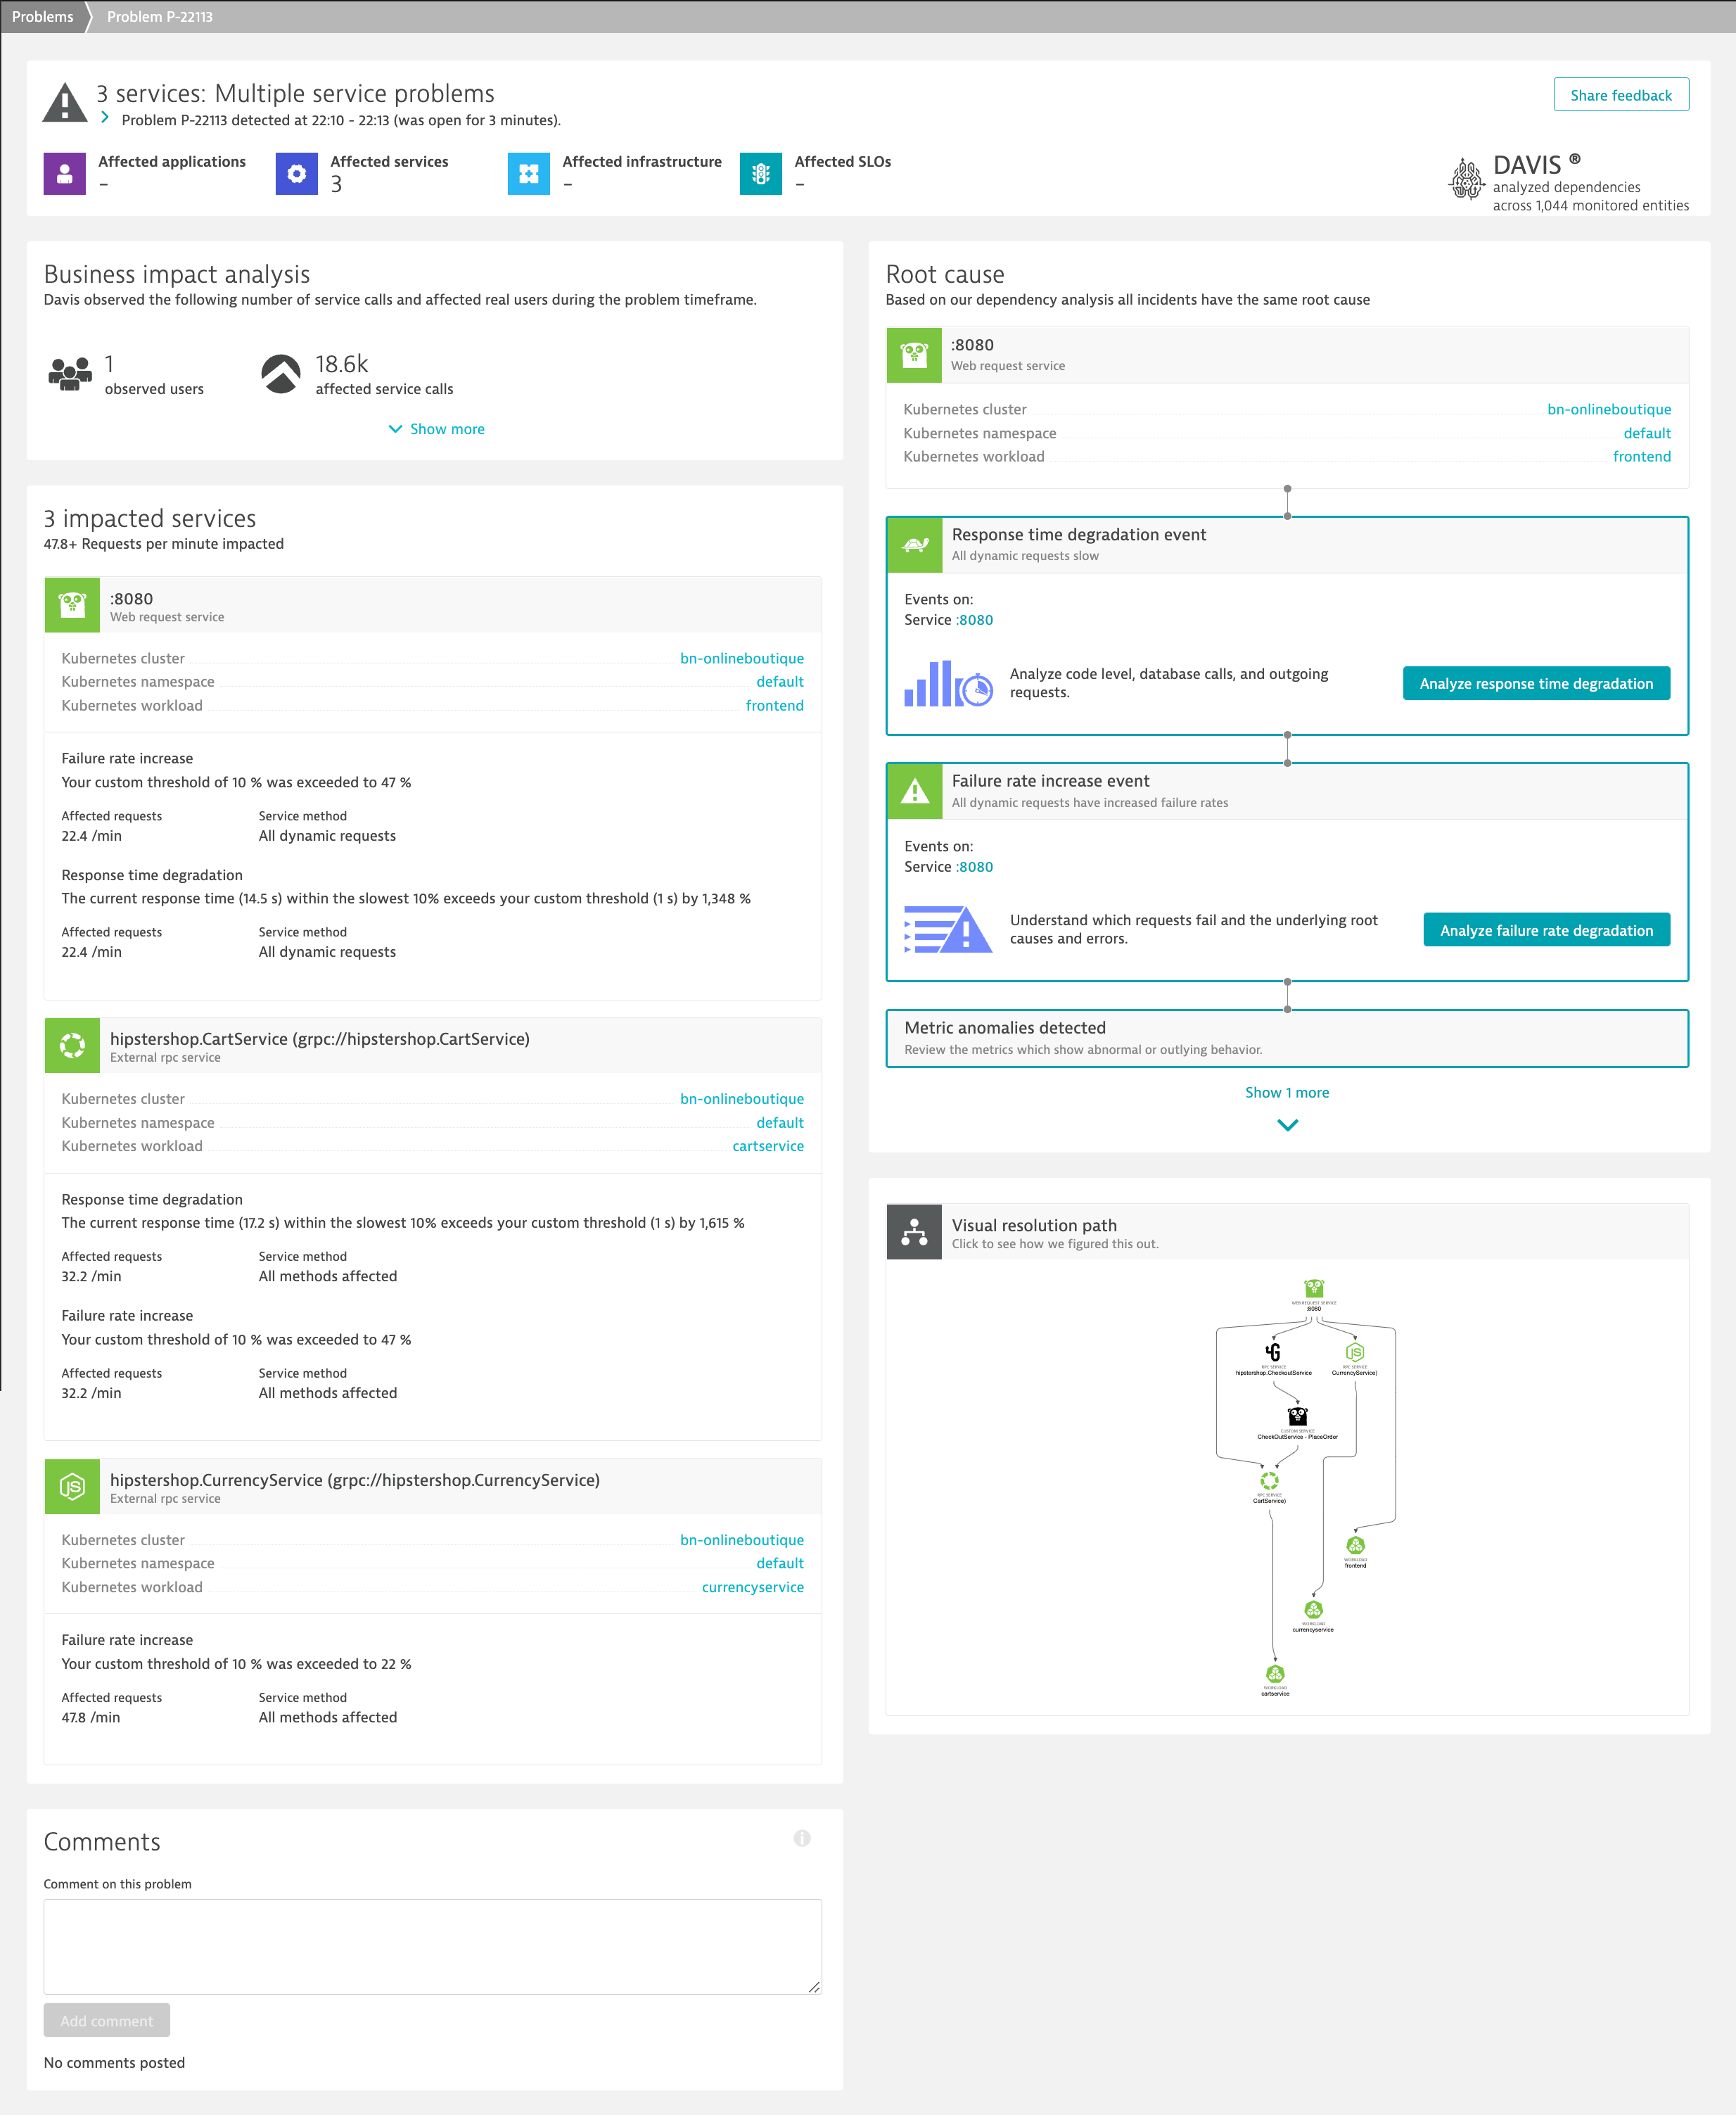 Problems
Problem P-22113
3 services: Multiple service problems
Problem P-22113 detected at 22:10 - 22:13 (was open for 3 minutes).
Share feedback
Affected applications
–
Affected services
3
Affected infrastructure
–
Affected SLOs
–
DAVIS ®
analyzed dependencies
across 1,044 monitored entities
Business impact analysis
Davis observed the following number of service calls and affected real users during the problem timeframe.
1
observed users
18.6k
affected service calls
Show more
3 impacted services
47.8+ Requests per minute impacted
:8080
Web request service
Kubernetes cluster bn-onlineboutique
Kubernetes namespace default
Kubernetes workload frontend
Failure rate increase
Your custom threshold of 10 % was exceeded to 47 %
Affected requests Service method
22.4 /min All dynamic requests
Response time degradation
The current response time (14.5 s) within the slowest 10% exceeds your custom threshold (1 s) by 1,348 %
Affected requests Service method
22.4 /min All dynamic requests
hipstershop.CartService (grpc://hipstershop.CartService)
External rpc service
Kubernetes cluster bn-onlineboutique
Kubernetes namespace default
Kubernetes workload cartservice
Response time degradation
The current response time (17.2 s) within the slowest 10% exceeds your custom threshold (1 s) by 1,615 %
Affected requests Service method
32.2 /min All methods affected
Failure rate increase
Your custom threshold of 10 % was exceeded to 47 %
Affected requests Service method
32.2 /min All methods affected
JS
hipstershop.CurrencyService (grpc://hipstershop.CurrencyService)
External rpc service
Kubernetes cluster bn-onlineboutique
Kubernetes namespace default
Kubernetes workload currencyservice
Failure rate increase
Your custom threshold of 10 % was exceeded to 22 %
Affected requests Service method
47.8 /min All methods affected
Comments
Comment on this problem
Add comment
No comments posted
Root cause
Based on our dependency analysis all incidents have the same root cause
:8080
Web request service
Kubernetes cluster bn-onlineboutique
Kubernetes namespace default
Kubernetes workload frontend
Response time degradation event
All dynamic requests slow
Events on:
Service :8080
Analyze code level, database calls, and outgoing
requests.
Analyze response time degradation
Failure rate increase event
All dynamic requests have increased failure rates
Events on:
Service :8080
Understand which requests fail and the underlying root
causes and errors.
Analyze failure rate degradation
Metric anomalies detected
Review the metrics which show abnormal or outlying behavior.
Show 1 more
Visual resolution path
Click to see how we figured this out.
WEB REQUEST SERVICE
:8080
RPC SERVICE
hipstershop.CheckoutService
JS
RPC SERVICE
CurrencyService)
CUSTOM SERVICE
CheckOutService - PlaceOrder
RPC SERVICE
CartService)
WORKLOAD
frontend
WORKLOAD
currencyservice
WORKLOAD
cartservice